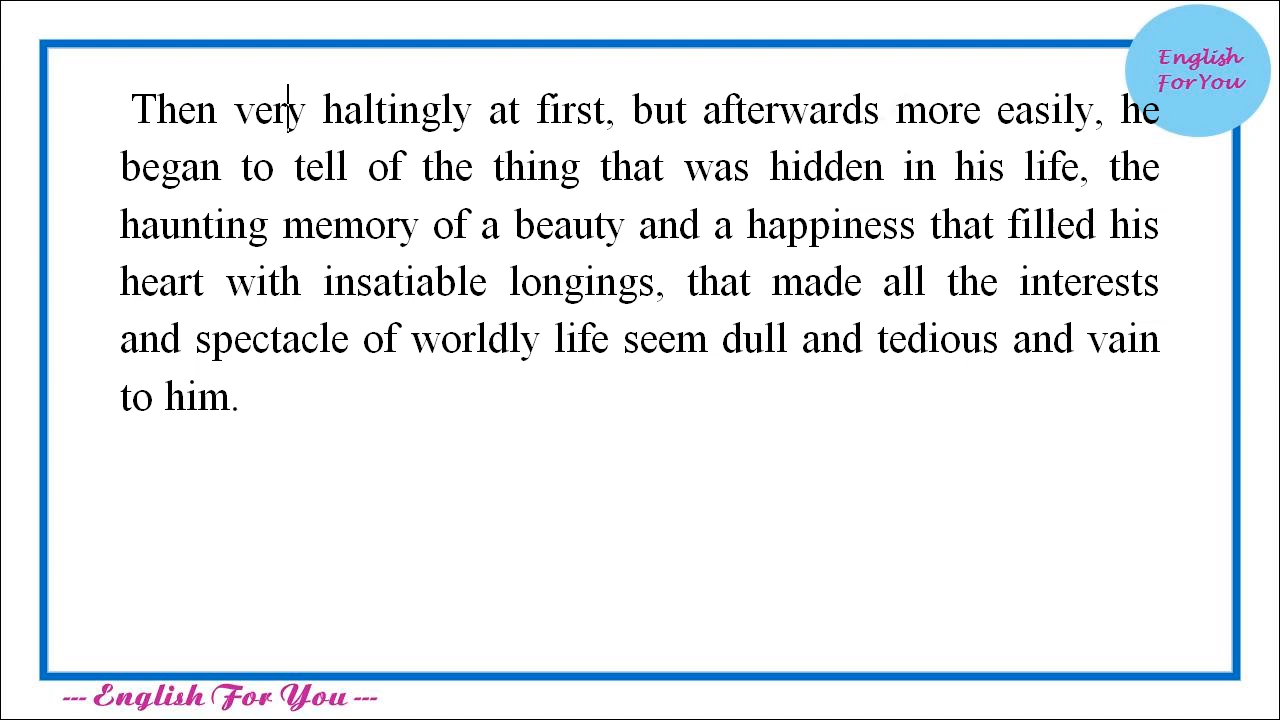 English
ForYou
Then very haltingly at first, but afterwards more easily, he
began to tell of the thing that was hidden in his life, the
haunting memory of a beauty and a happiness that filled his
heart with insatiable longings, that made all the interests
and spectacle of worldly life seem dull and tedious and vain
to him.
--- English For You ---